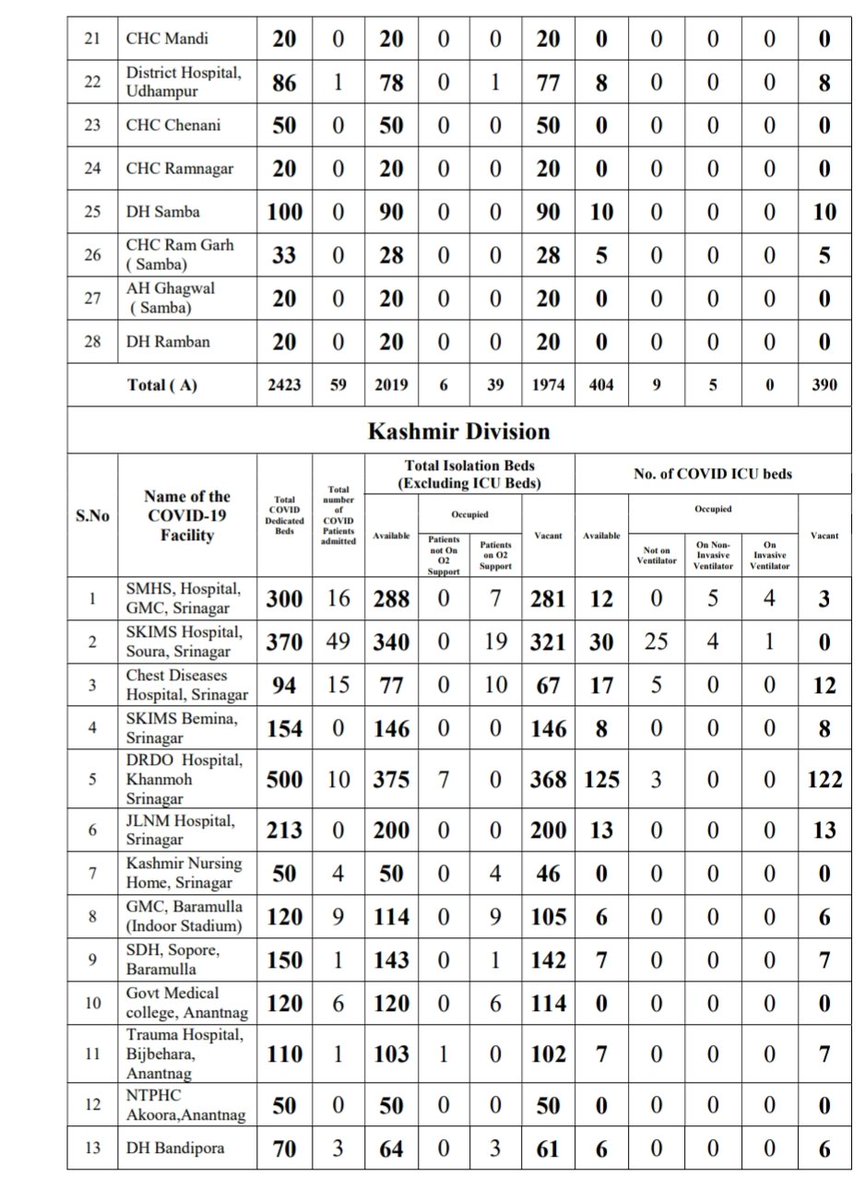 21 CHC Mandi 20 0 20 0 0 20 0 0 0 0 0
22 District Hospital, Udhampur 86 1 78 0 1 77 8 0 0 0 8
23 CHC Chenani 50 0 50 0 0 50 0 0 0 0 0
24 CHC Ramnagar 20 0 20 0 0 20 0 0 0 0 0
25 DH Samba 100 0 90 0 0 90 10 0 0 0 10
26 CHC Ram Garh ( Samba) 33 0 28 0 0 28 5 0 0 0 5
27 AH Ghagwal ( Samba) 20 0 20 0 0 20 0 0 0 0 0
28 DH Ramban 20 0 20 0 0 20 0 0 0 0 0
Total ( A) 2423 59 2019 6 39 1974 404 9 5 0 390
Kashmir Division
S.No
Name of the COVID-19 Facility
Total COVID Dedicated Beds
Total number of COVID Patients admitted
Total Isolation Beds (Excluding ICU Beds)
No. of COVID ICU beds
Available
Occupied
Patients not On O2 Support
Patients on O2 Support
Vacant
Available
Occupied
Not on Ventilator
On Non-Invasive Ventilator
On Invasive Ventilator
Vacant
1 SMHS, Hospital, GMC, Srinagar 300 16 288 0 7 281 12 0 5 4 3
2 SKIMS Hospital, Soura, Srinagar 370 49 340 0 19 321 30 25 4 1 0
3 Chest Diseases Hospital, Srinagar 94 15 77 0 10 67 17 5 0 0 12
4 SKIMS Bemina, Srinagar 154 0 146 0 0 146 8 0 0 0 8
5 DRDO Hospital, Khanmoh Srinagar 500 10 375 7 0 368 125 3 0 0 122
6 JLNM Hospital, Srinagar 213 0 200 0 0 200 13 0 0 0 13
7 Kashmir Nursing Home, Srinagar 50 4 50 0 4 46 0 0 0 0 0
8 GMC, Baramulla (Indoor Stadium) 120 9 114 0 9 105 6 0 0 0 6
9 SDH, Sopore, Baramulla 150 1 143 0 1 142 7 0 0 0 7
10 Govt Medical college, Anantnag 120 6 120 0 6 114 0 0 0 0 0
11 Trauma Hospital, Bijbehara, Anantnag 110 1 103 1 0 102 7 0 0 0 7
12 NTPHC Akoora,Anantnag 50 0 50 0 0 50 0 0 0 0 0
13 DH Bandipora 70 3 64 0 3 61 6 0 0 0 6